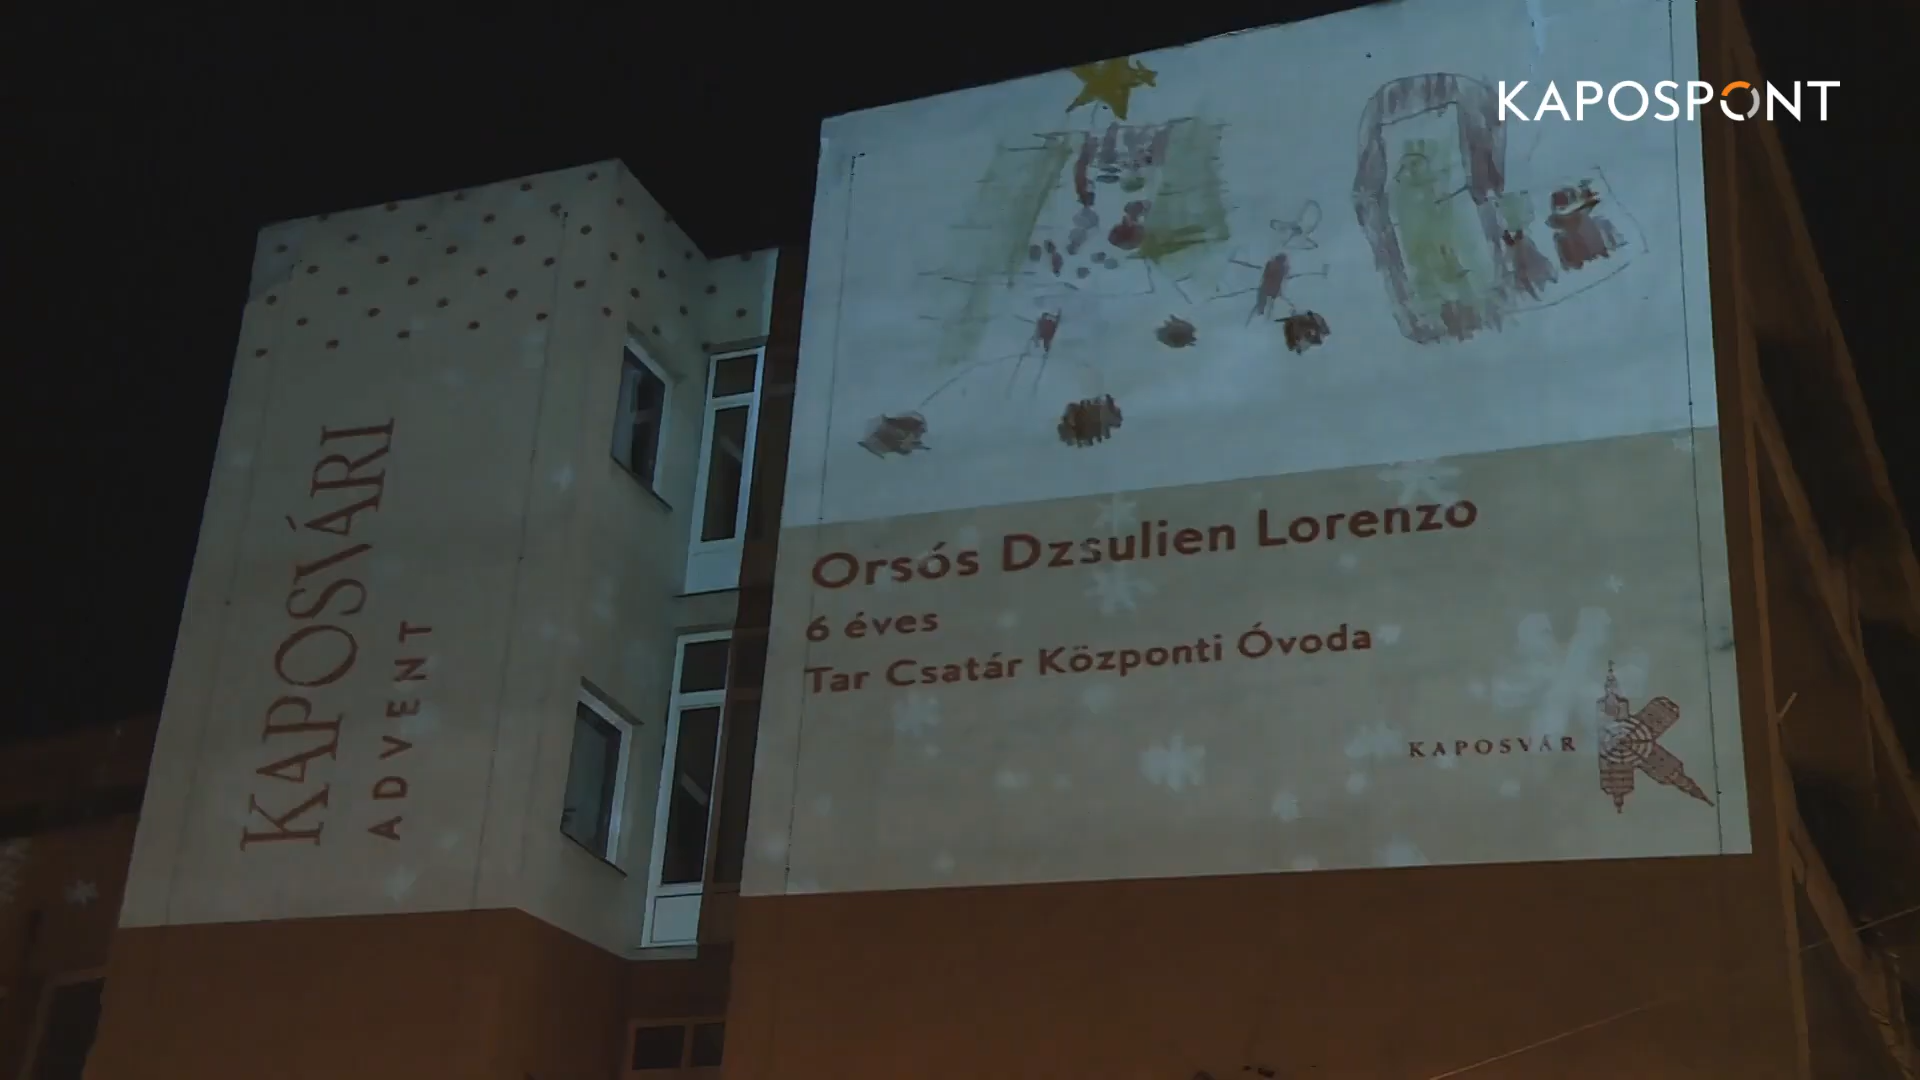 KAPOSPONT
KAPOSVÁRI
ADVENT
Orsós Dzsulien Lorenzo
6 éves
Tar Csatár Központi Óvoda
KAPOSVÁR